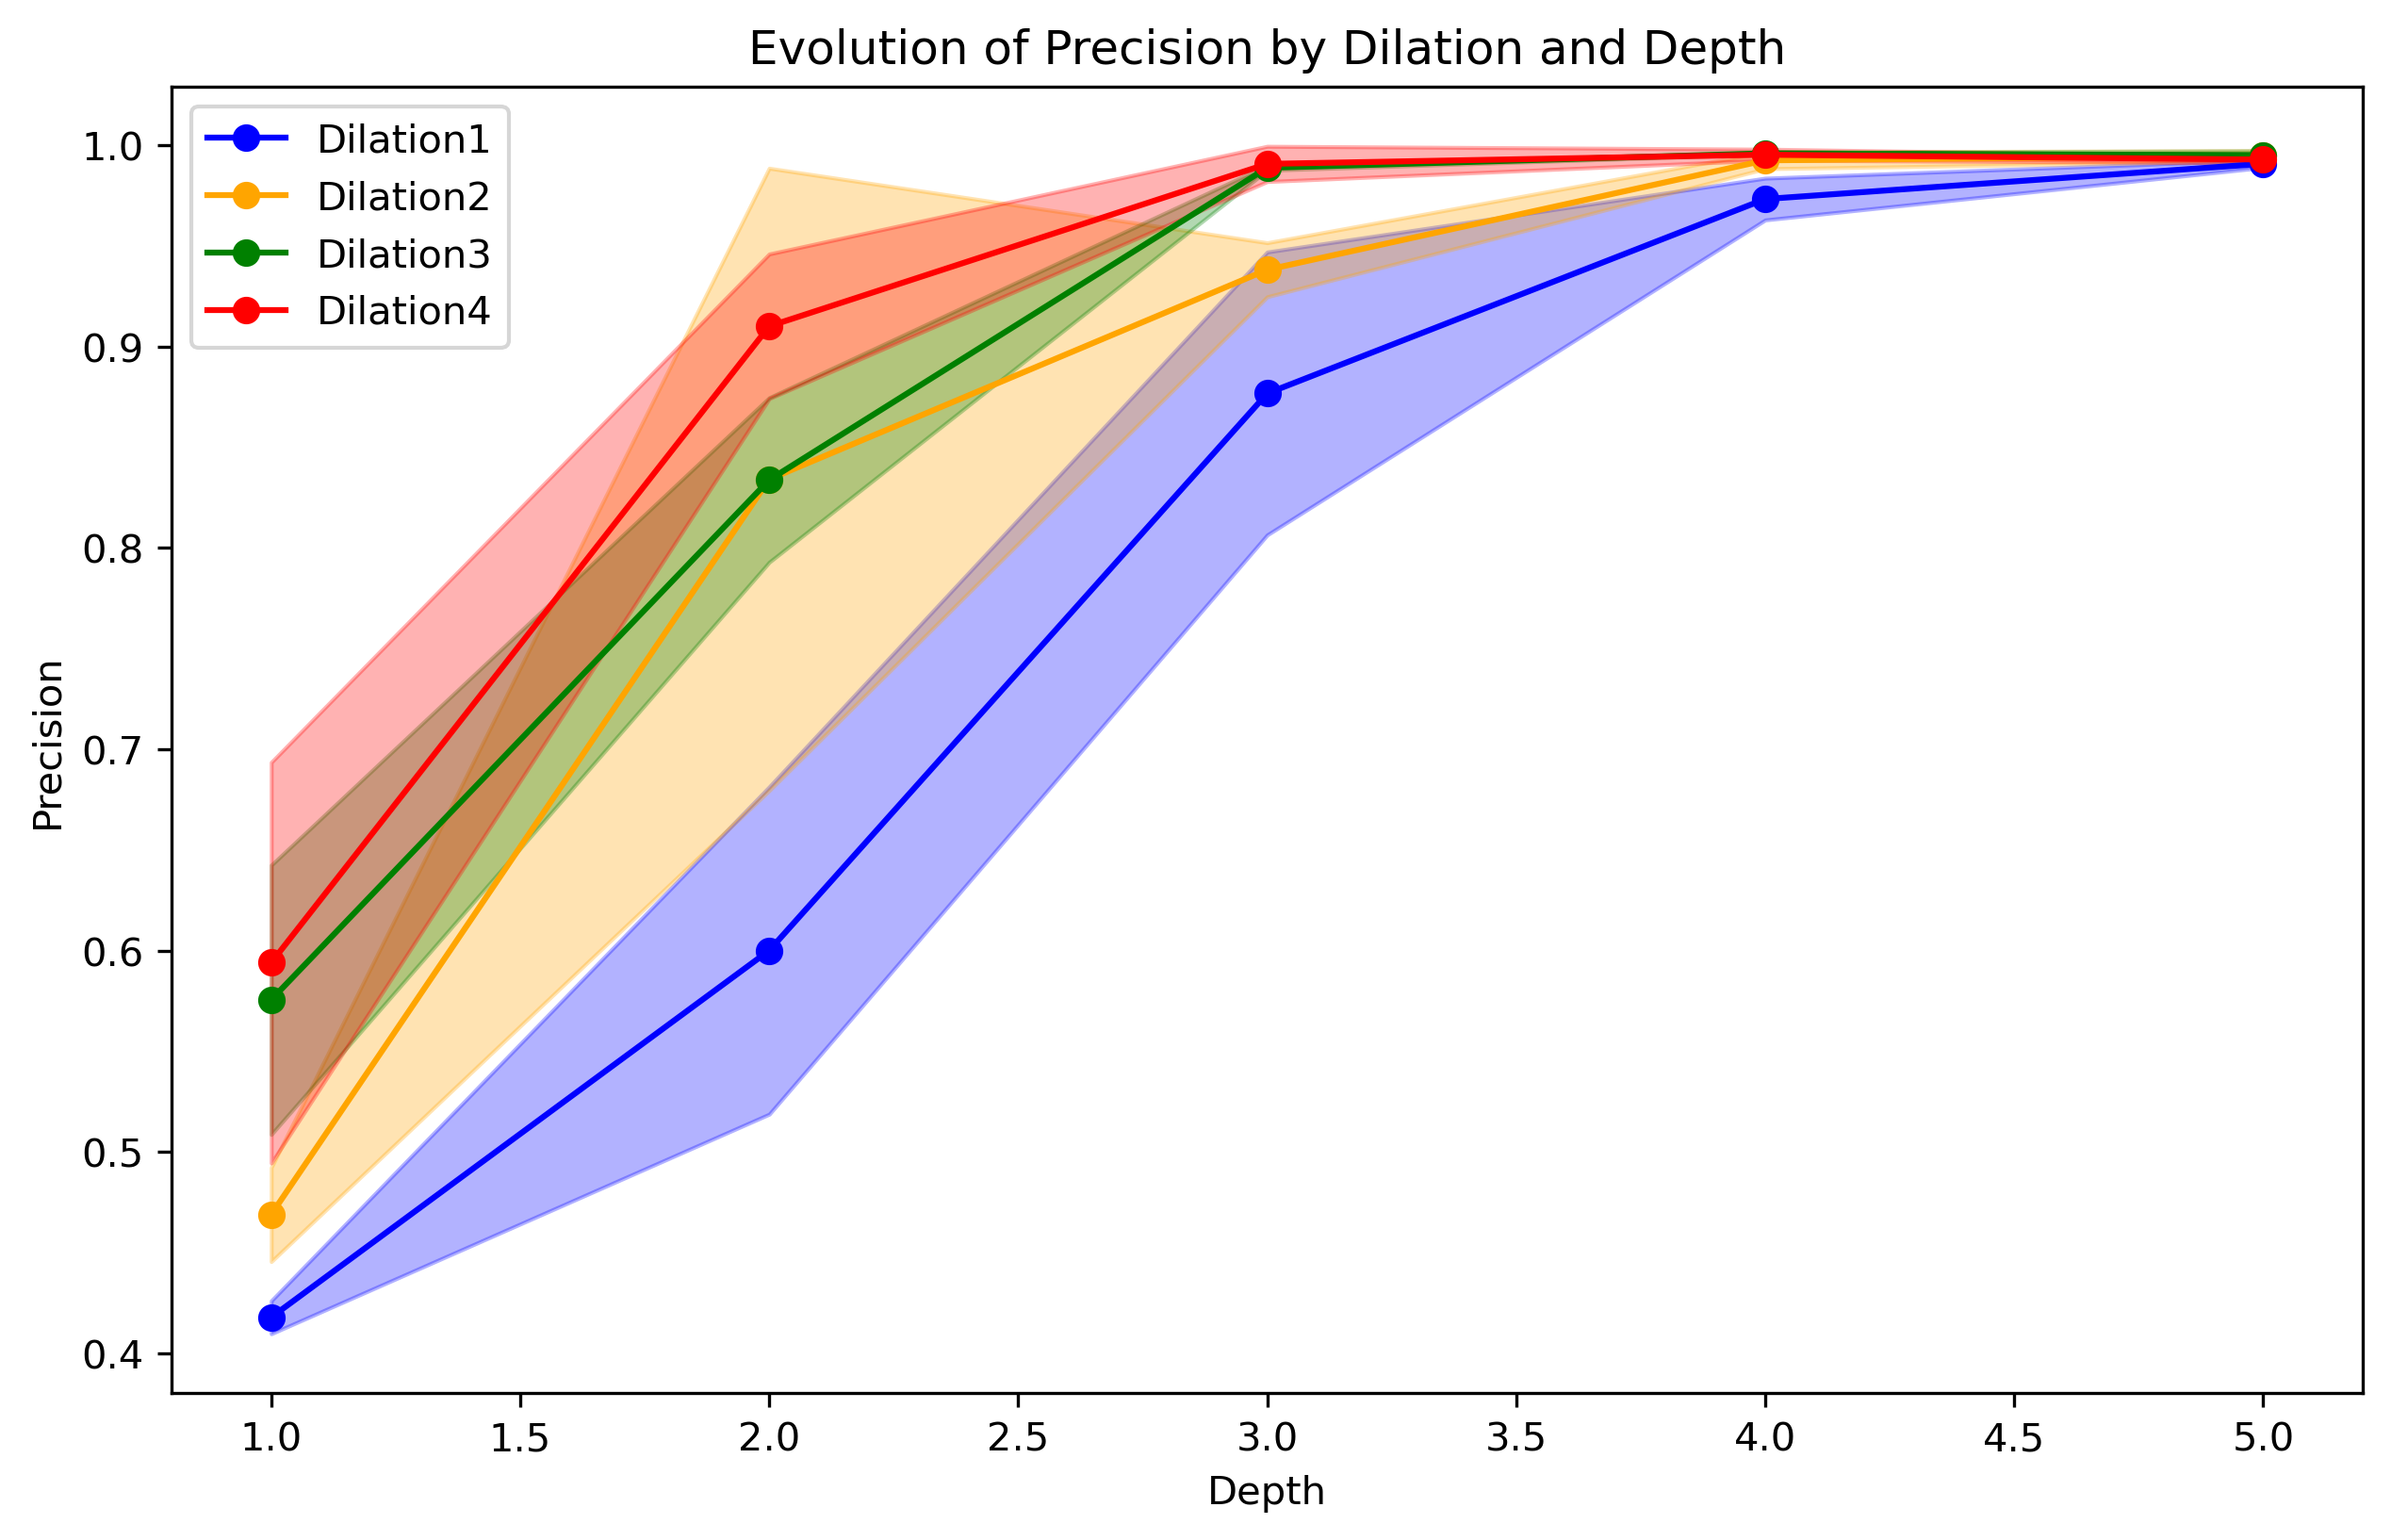 Evolution of Precision by Dilation and Depth
Dilation1
Dilation2
Dilation3
Dilation4
Precision
1.0
0.9
0.8
0.7
0.6
0.5
0.4
1.0 1.5 2.0 2.5 3.0 3.5 4.0 4.5 5.0
Depth